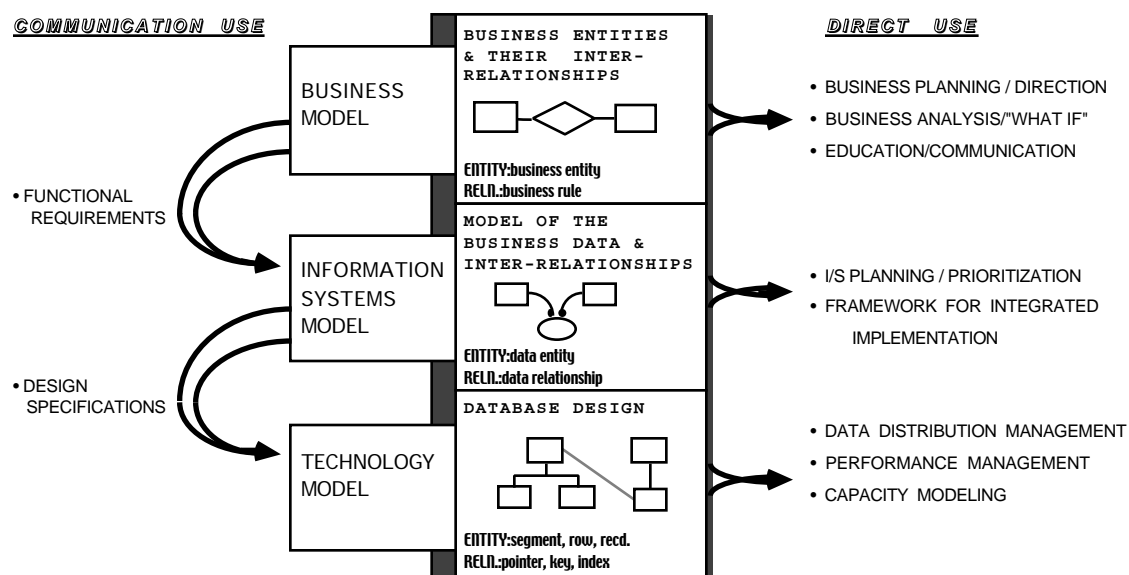 COMMUNICATION USE
• FUNCTIONAL
REQUIREMENTS
• DESIGN
SPECIFICATIONS
BUSINESS
MODEL
INFORMATION
SYSTEMS
MODEL
TECHNOLOGY
MODEL
BUSINESS ENTITIES
& THEIR INTER-
RELATIONSHIPS
ENTITY:business entity
RELN.:business rule
MODEL OF THE
BUSINESS DATA &
INTER-RELATIONSHIPS
ENTITY:data entity
RELN.:data relationship
DATABASE DESIGN
ENTITY:segment, row, recd.
RELN.:pointer, key, index
DIRECT USE
• BUSINESS PLANNING / DIRECTION
• BUSINESS ANALYSIS/"WHAT IF"
• EDUCATION/COMMUNICATION
• I/S PLANNING / PRIORITIZATION
• FRAMEWORK FOR INTEGRATED
IMPLEMENTATION
• DATA DISTRIBUTION MANAGEMENT
• PERFORMANCE MANAGEMENT
• CAPACITY MODELING